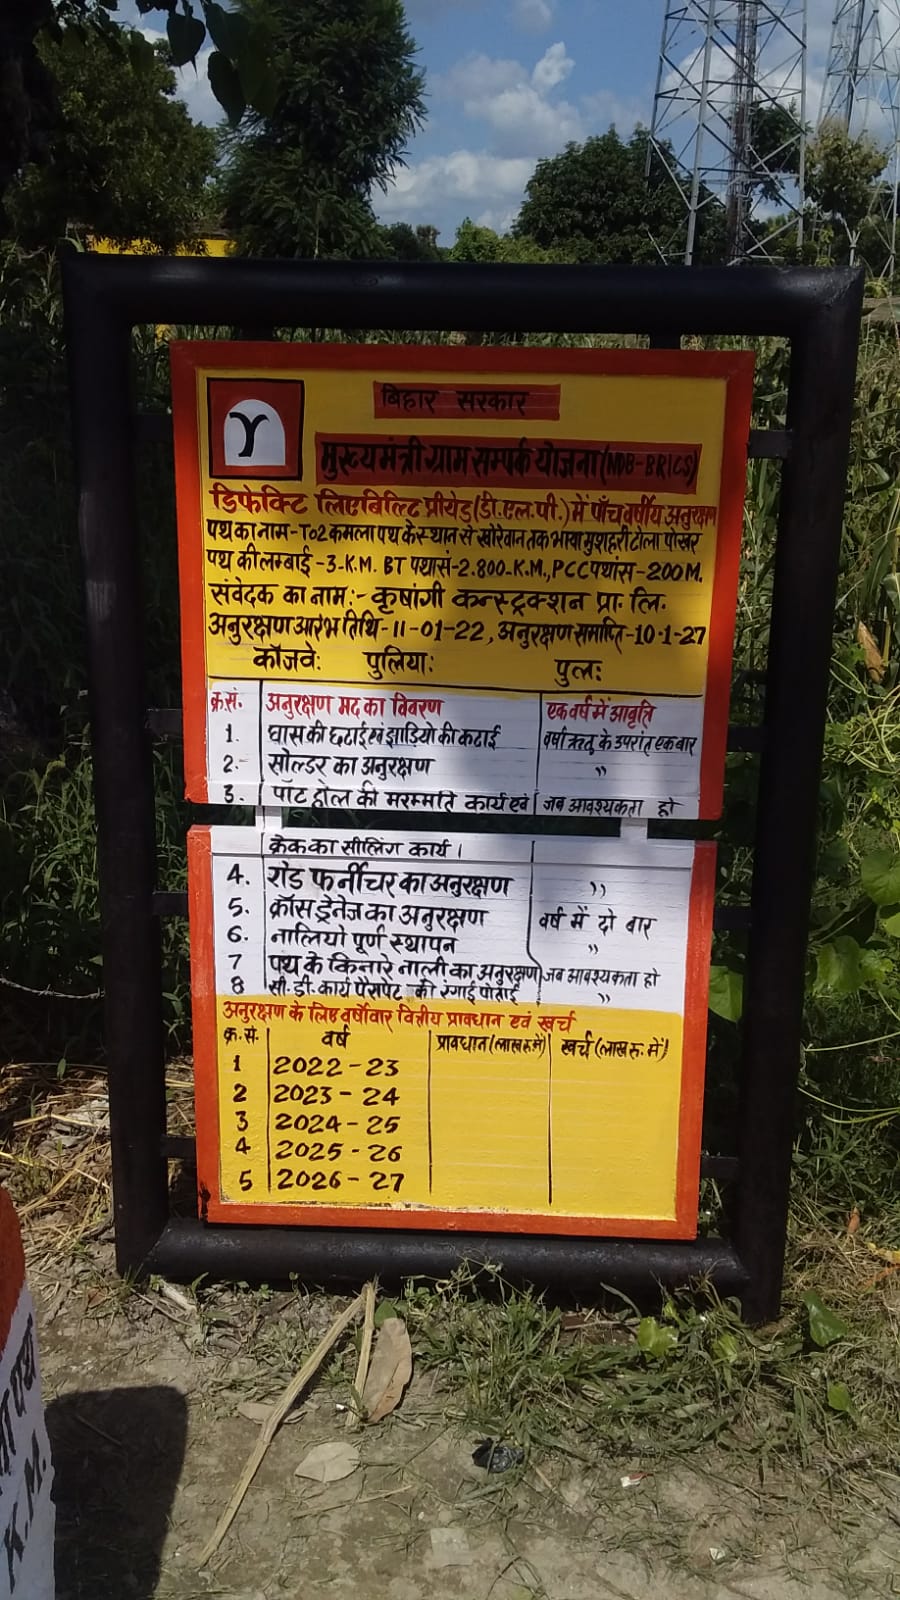 बिहार सरकार
मुख्यमंत्री ग्राम सम्पर्क योजना (NDB-BRICS)
डिफेक्टि लिएबिल्टि प्रीयेड (डी.एल.पी.) में पाँच वर्षीय अनुरक्षण
पथ का नाम - T02 कमला पथ के स्थान से खोरेवान तक भाया मुशहरी टोला पोखर
पथ की लम्बाई - 3-K.M. BT पथांस-2.800-K.M., PCC पथांस-200M.
संवेदक का नाम:- कृषांगी कन्स्ट्रक्शन प्रा. लि.
अनुरक्षण आरंभ तिथि-11-01-22, अनुरक्षण समाप्ति-10-1-27
कॉजवे: पुलिया: पुल:
क्र.सं. अनुरक्षण मद का विवरण एक वर्ष में आवृति
1. घास की छटाई एवं झाड़ियो की कटाई वर्षा ऋतु के उपरांत एक बार
2. सोल्डर का अनुरक्षण ''
3. पॉट होल की मरम्मति कार्य एवं जब आवश्यकता हो
क्रेक का सीलिंग कार्य।
4. रोड फर्नीचर का अनुरक्षण ''
5. क्रॉस ड्रेनेज का अनुरक्षण वर्ष में दो बार
6. नालियो पूर्ण स्थापन ''
7 पथ के किनारे नाली का अनुरक्षण जब आवश्यकता हो
8 सी.डी. कार्य पैरापेट की रंगाई पोताई ''
अनुरक्षण के लिए वर्षोवार वित्तीय प्रावधान एवं खर्च
क्र.सं. वर्ष प्रावधान (लाख रू में) खर्च (लाख रू. में)
1 2022-23
2 2023-24
3 2024-25
4 2025-26
5 2026-27
पथ
K.M.